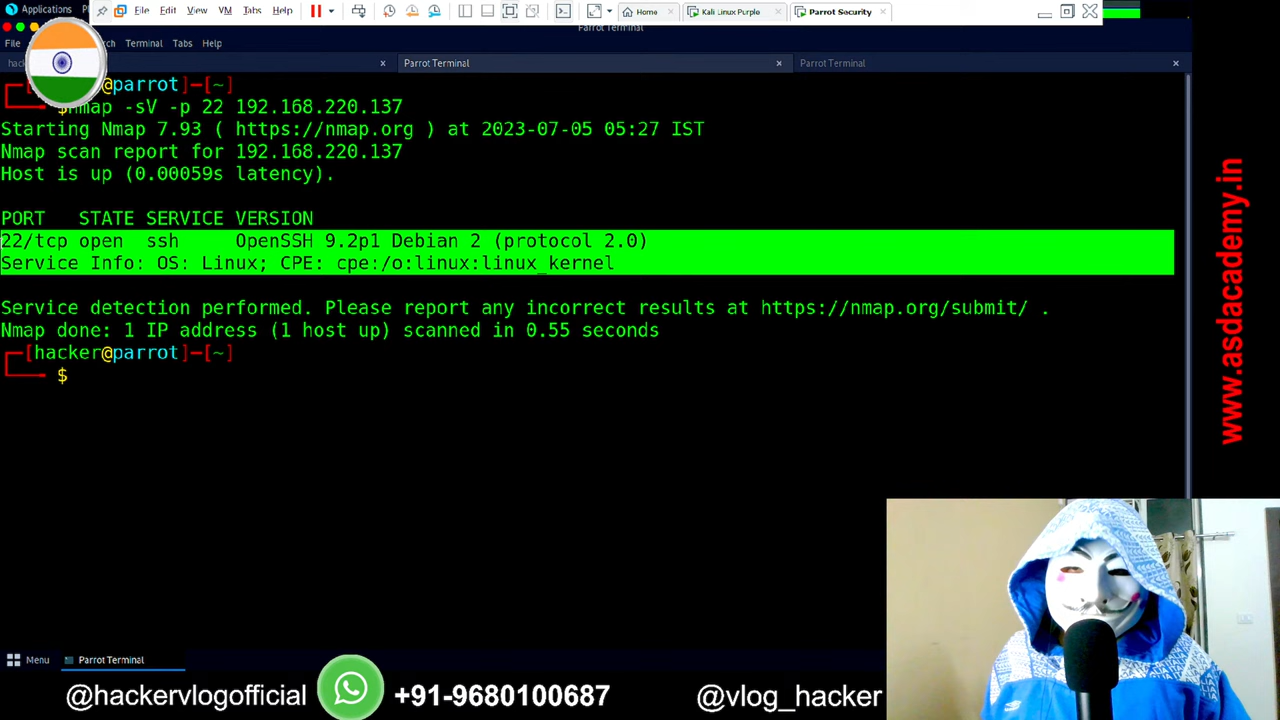 Applications
File Edit View VM Tabs Help
Home
Kali Linux Purple
Parrot Security
Parrot Terminal
File
Terminal Tabs Help
Parrot Terminal
Parrot Terminal
@parrot]-[~]
$nmap -sV -p 22 192.168.220.137
Starting Nmap 7.93 ( https://nmap.org ) at 2023-07-05 05:27 IST
Nmap scan report for 192.168.220.137
Host is up (0.00059s latency).
PORT STATE SERVICE VERSION
22/tcp open ssh OpenSSH 9.2p1 Debian 2 (protocol 2.0)
Service Info: OS: Linux; CPE: cpe:/o:linux:linux_kernel
Service detection performed. Please report any incorrect results at https://nmap.org/submit/ .
Nmap done: 1 IP address (1 host up) scanned in 0.55 seconds
[hacker@parrot]-[~]
$
www.asdacademy.in
Menu
Parrot Terminal
@hackervlogofficial
+91-9680100687
@vlog_hacker